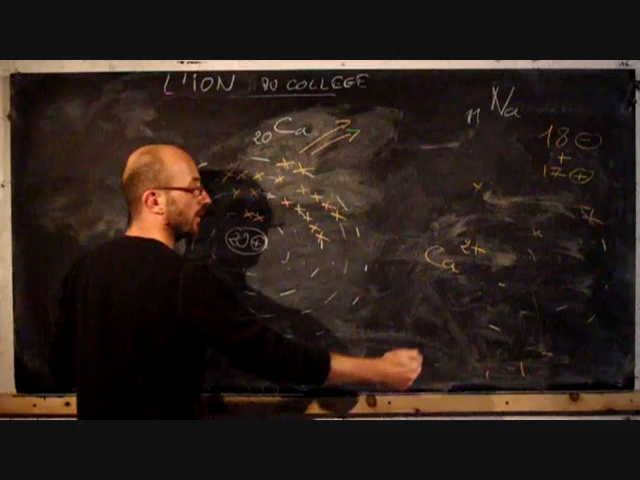 L'ION AU COLLEGE
20Ca
20+
11Na
18 -
+
17 +
Ca2+